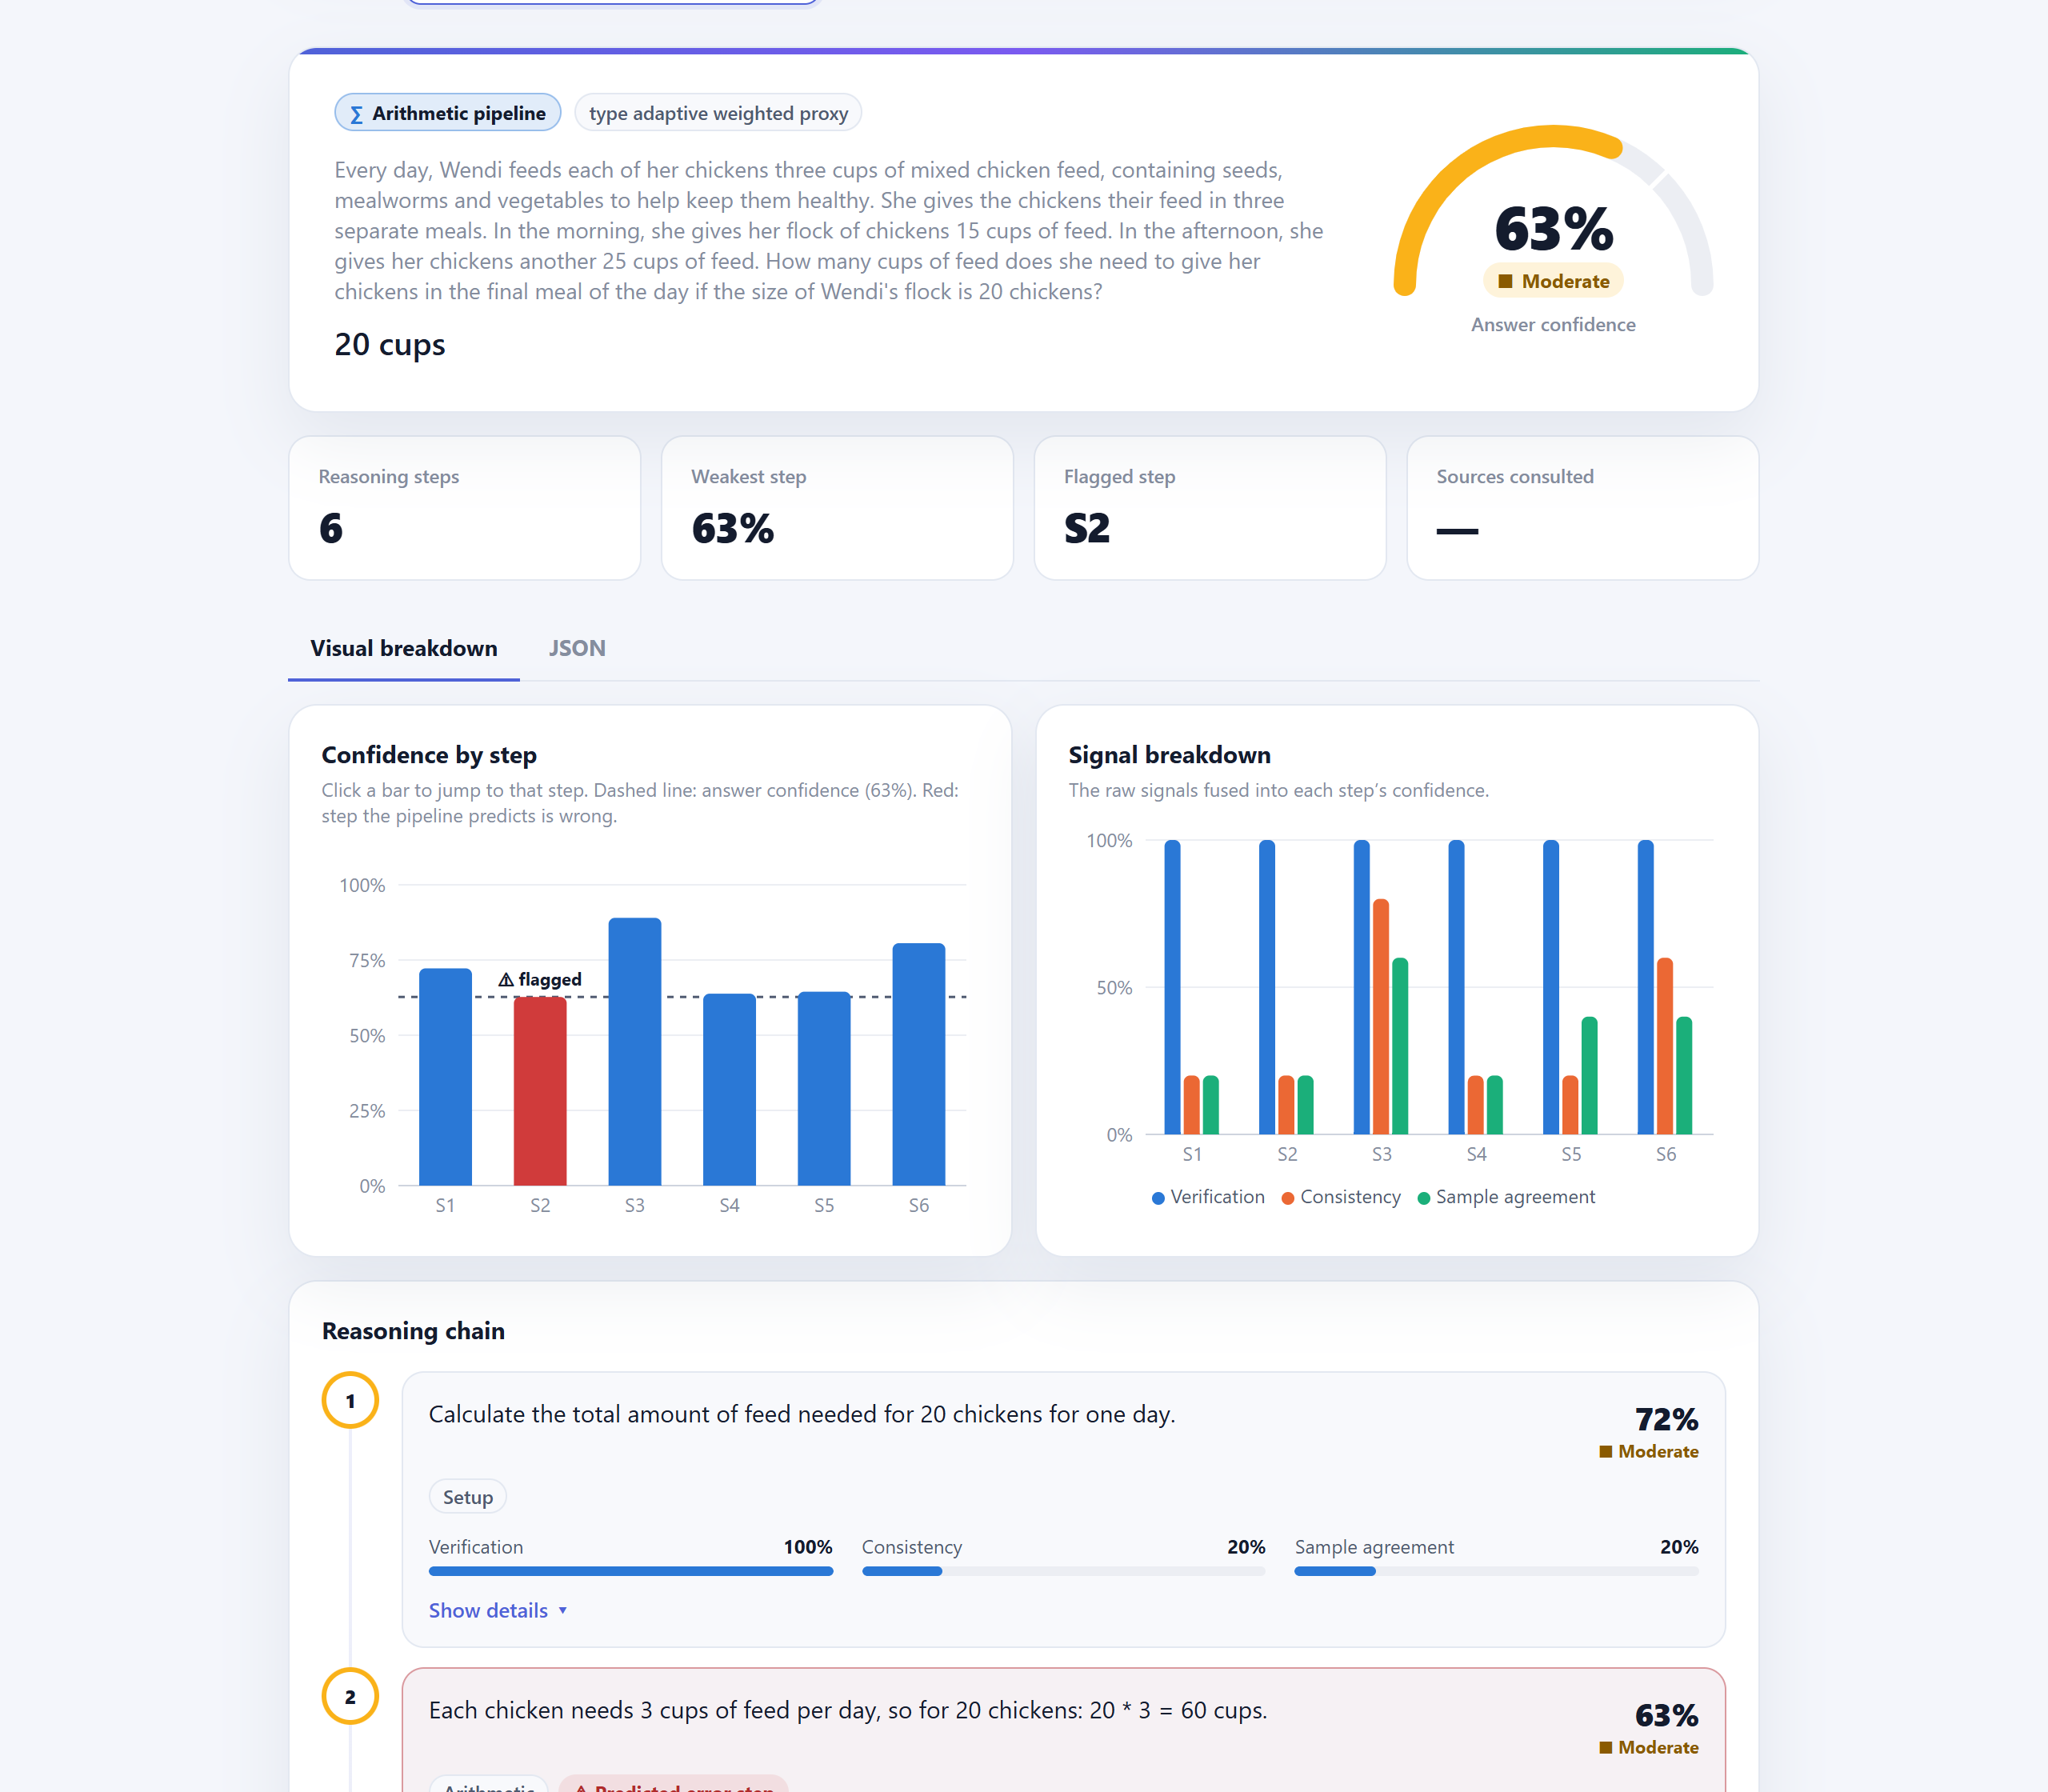 ∑ Arithmetic pipeline
type adaptive weighted proxy
Every day, Wendi feeds each of her chickens three cups of mixed chicken feed, containing seeds,
mealworms and vegetables to help keep them healthy. She gives the chickens their feed in three
separate meals. In the morning, she gives her flock of chickens 15 cups of feed. In the afternoon, she
gives her chickens another 25 cups of feed. How many cups of feed does she need to give her
chickens in the final meal of the day if the size of Wendi's flock is 20 chickens?
20 cups
63%
■ Moderate
Answer confidence
Reasoning steps
6
Weakest step
63%
Flagged step
S2
Sources consulted
—
Visual breakdown
JSON
Confidence by step
Click a bar to jump to that step. Dashed line: answer confidence (63%). Red:
step the pipeline predicts is wrong.
100%
75%
50%
25%
0%
⚠ flagged
S1 S2 S3 S4 S5 S6
Signal breakdown
The raw signals fused into each step’s confidence.
100%
50%
0%
S1 S2 S3 S4 S5 S6
Verification Consistency Sample agreement
Reasoning chain
1
Calculate the total amount of feed needed for 20 chickens for one day.
72%
■ Moderate
Setup
Verification 100%
Consistency 20%
Sample agreement 20%
Show details ▼
2
Each chicken needs 3 cups of feed per day, so for 20 chickens: 20 * 3 = 60 cups.
63%
■ Moderate
Arithmetic
⚠ Predicted error step